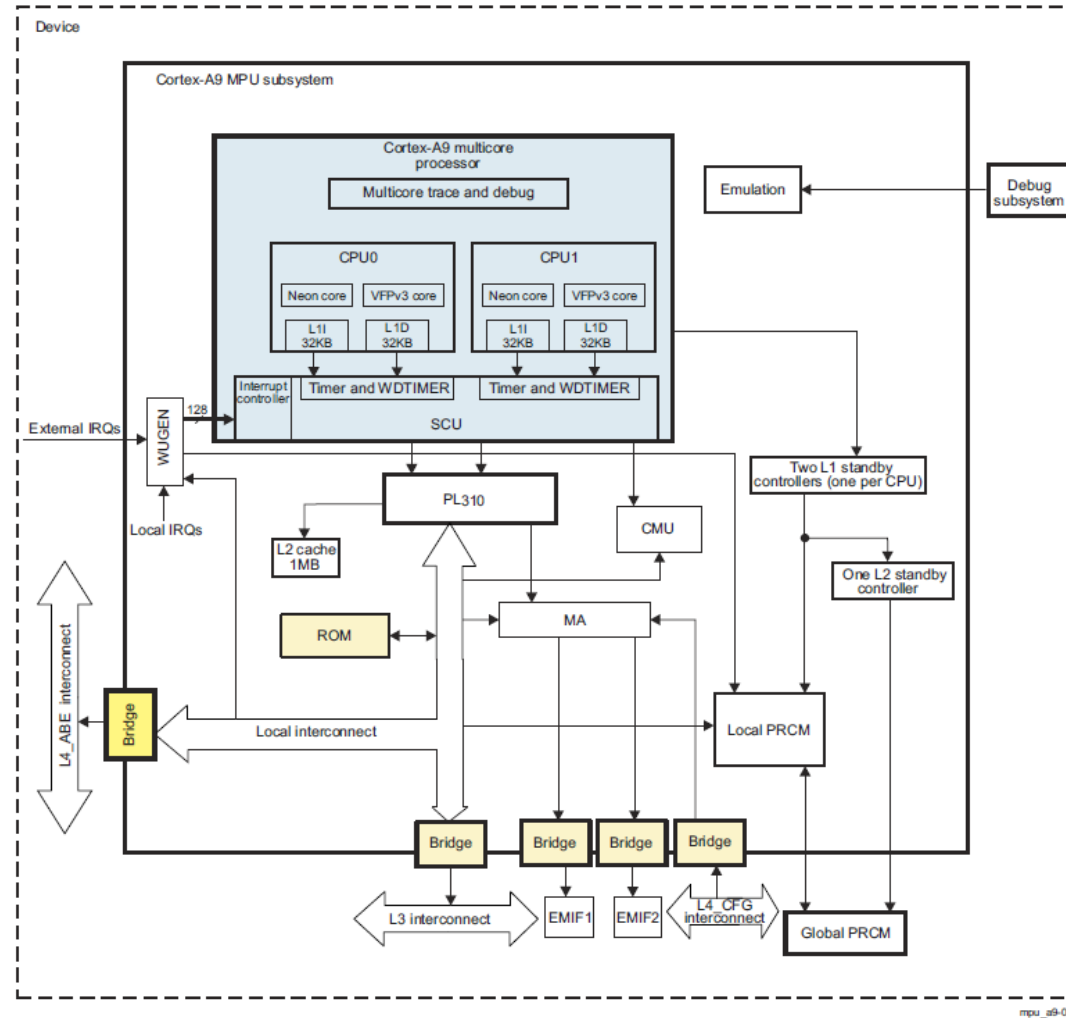 Device
Cortex-A9 MPU subsystem
Cortex-A9 multicore
processor
Multicore trace and debug
Emulation
Debug
subsystem
CPU0
CPU1
Neon core
VFPv3 core
Neon core
VFPv3 core
L1I
32KB
L1D
32KB
L1I
32KB
L1D
32KB
Interrupt
controller
Timer and WDTIMER
Timer and WDTIMER
SCU
128
External IRQs
WUGEN
Local IRQs
Two L1 standby
controllers (one per CPU)
PL310
CMU
L2 cache
1MB
One L2 standby
controller
MA
ROM
L4_ABE interconnect
Bridge
Local interconnect
Local PRCM
Bridge
Bridge
Bridge
Bridge
L3 interconnect
EMIF1
EMIF2
L4_CFG
interconnect
Global PRCM